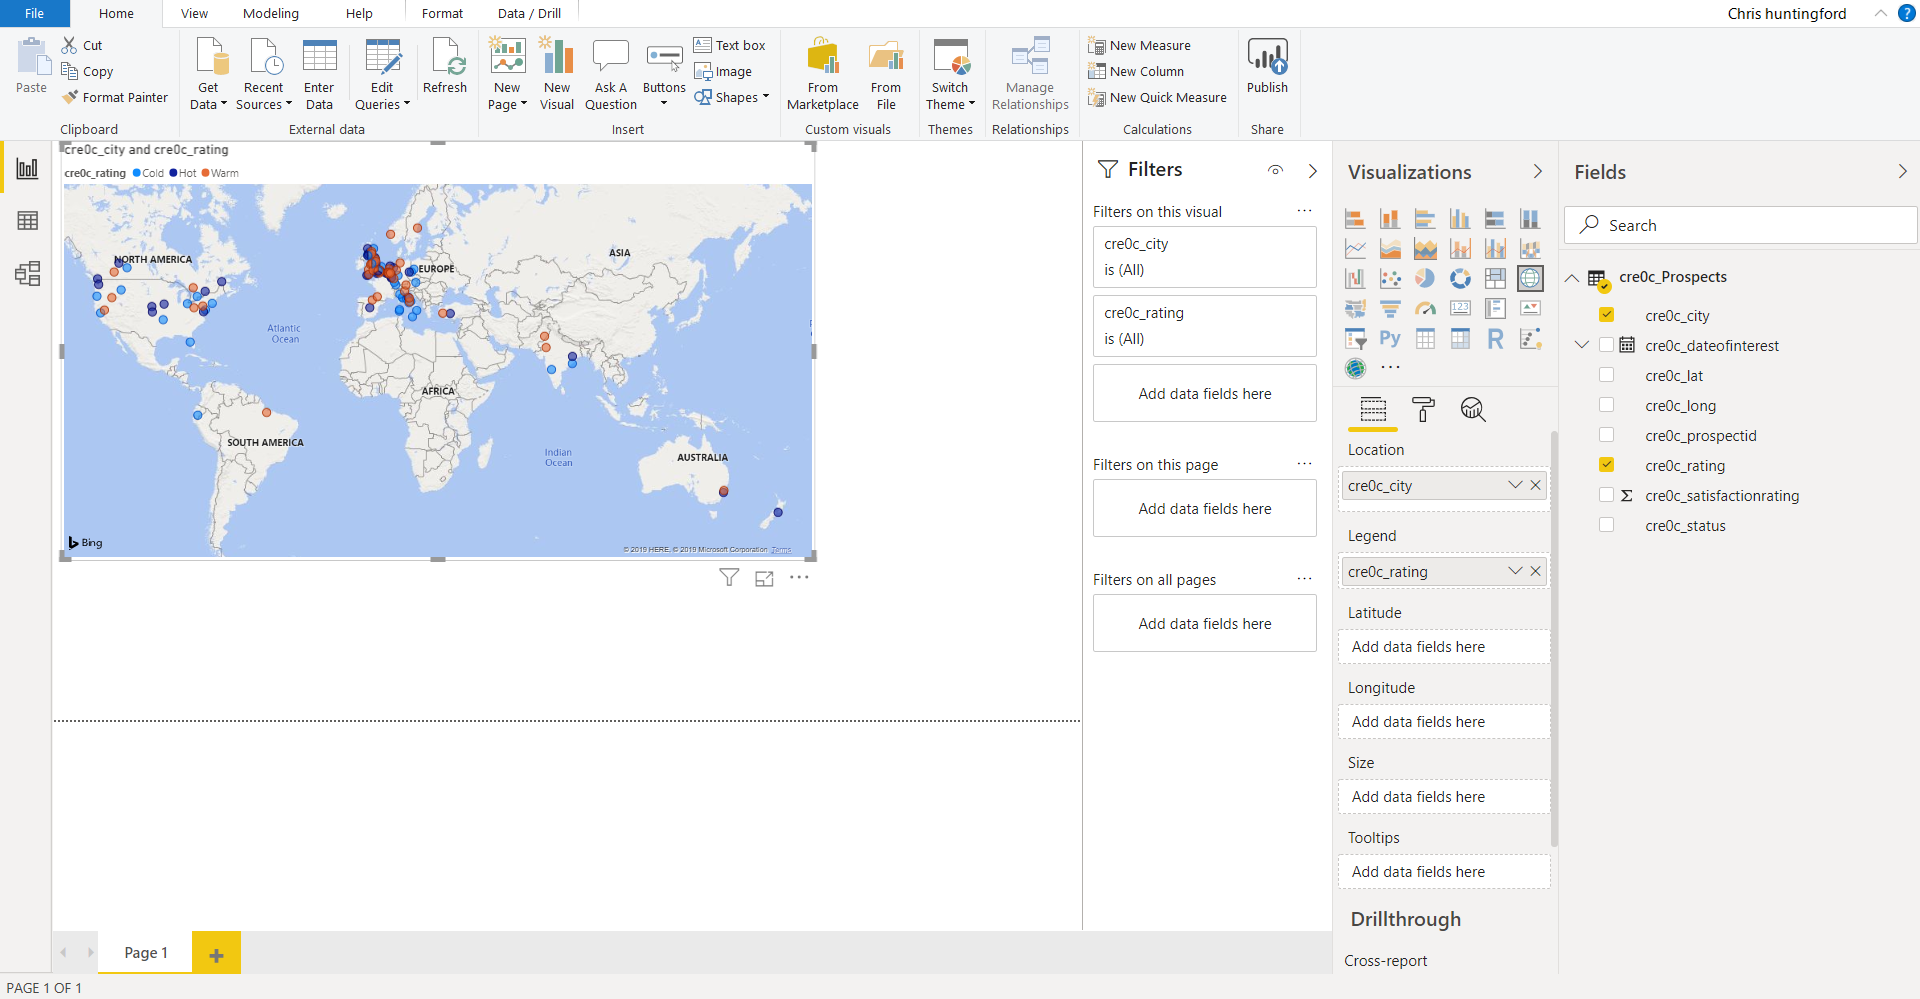 File Home View Modeling Help Format Data / Drill Chris huntingford ?
Paste
Cut
Copy
Format Painter
Clipboard
Get Data
Recent Sources
Enter Data
Edit Queries
Refresh
External data
New Page
New Visual
Ask A Question
Buttons
Text box
Image
Shapes
Insert
From Marketplace
From File
Custom visuals
Switch Theme
Themes
Manage Relationships
Relationships
New Measure
New Column
New Quick Measure
Calculations
Publish
Share
cre0c_city and cre0c_rating
cre0c_rating Cold Hot Warm
NORTH AMERICA
EUROPE
ASIA
Atlantic
Ocean
AFRICA
SOUTH AMERICA
Indian
Ocean
AUSTRALIA
Bing
© 2019 HERE, © 2019 Microsoft Corporation Terms
Filters
Filters on this visual
cre0c_city
is (All)
cre0c_rating
is (All)
Add data fields here
Filters on this page
Add data fields here
Filters on all pages
Add data fields here
Visualizations
123
Py
R
Location
cre0c_city
Legend
cre0c_rating
Latitude
Add data fields here
Longitude
Add data fields here
Size
Add data fields here
Tooltips
Add data fields here
Drillthrough
Cross-report
Fields
Search
cre0c_Prospects
cre0c_city
cre0c_dateofinterest
cre0c_lat
cre0c_long
cre0c_prospectid
cre0c_rating
Σ cre0c_satisfactionrating
cre0c_status
Page 1
PAGE 1 OF 1